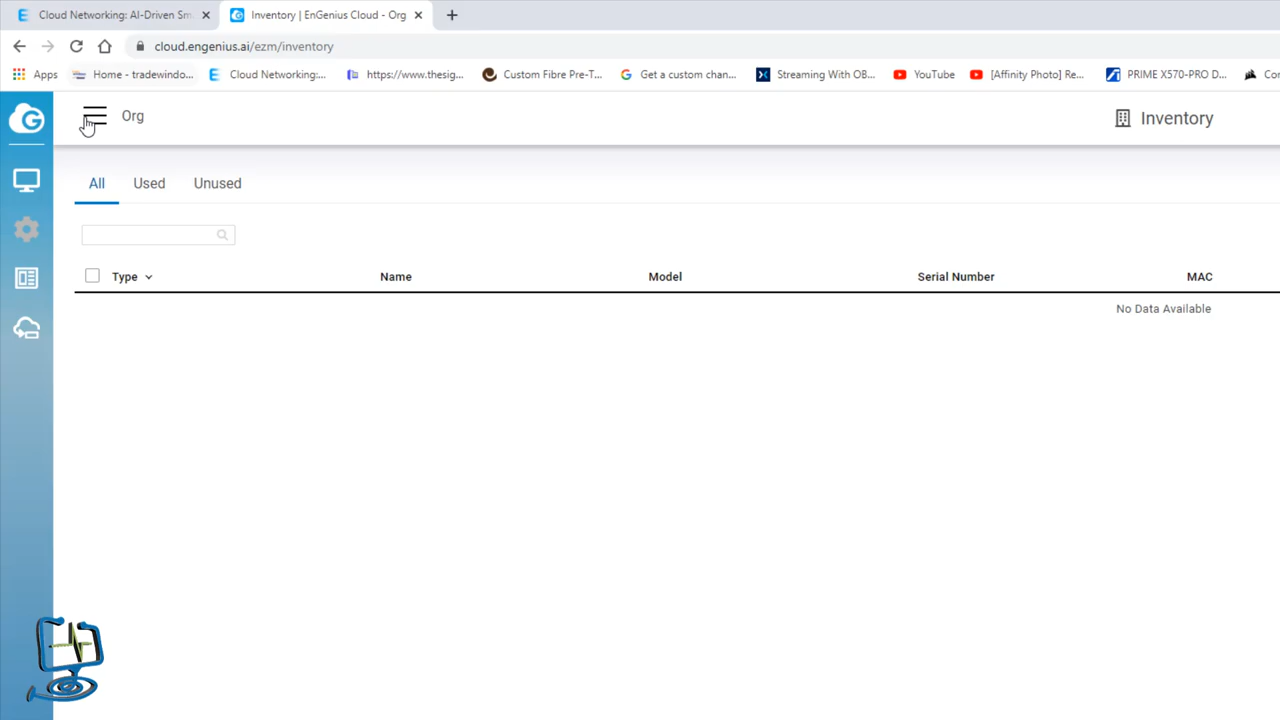 Cloud Networking: AI-Driven Sm
Inventory | EnGenius Cloud - Org
cloud.engenius.ai/ezm/inventory
Apps
Home - tradewindo...
Cloud Networking:...
https://www.thesig...
Custom Fibre Pre-T...
Get a custom chan...
Streaming With OB...
YouTube
[Affinity Photo] Re...
PRIME X570-PRO D...
Cor
Org
Inventory
All
Used
Unused
Type
Name
Model
Serial Number
MAC
No Data Available